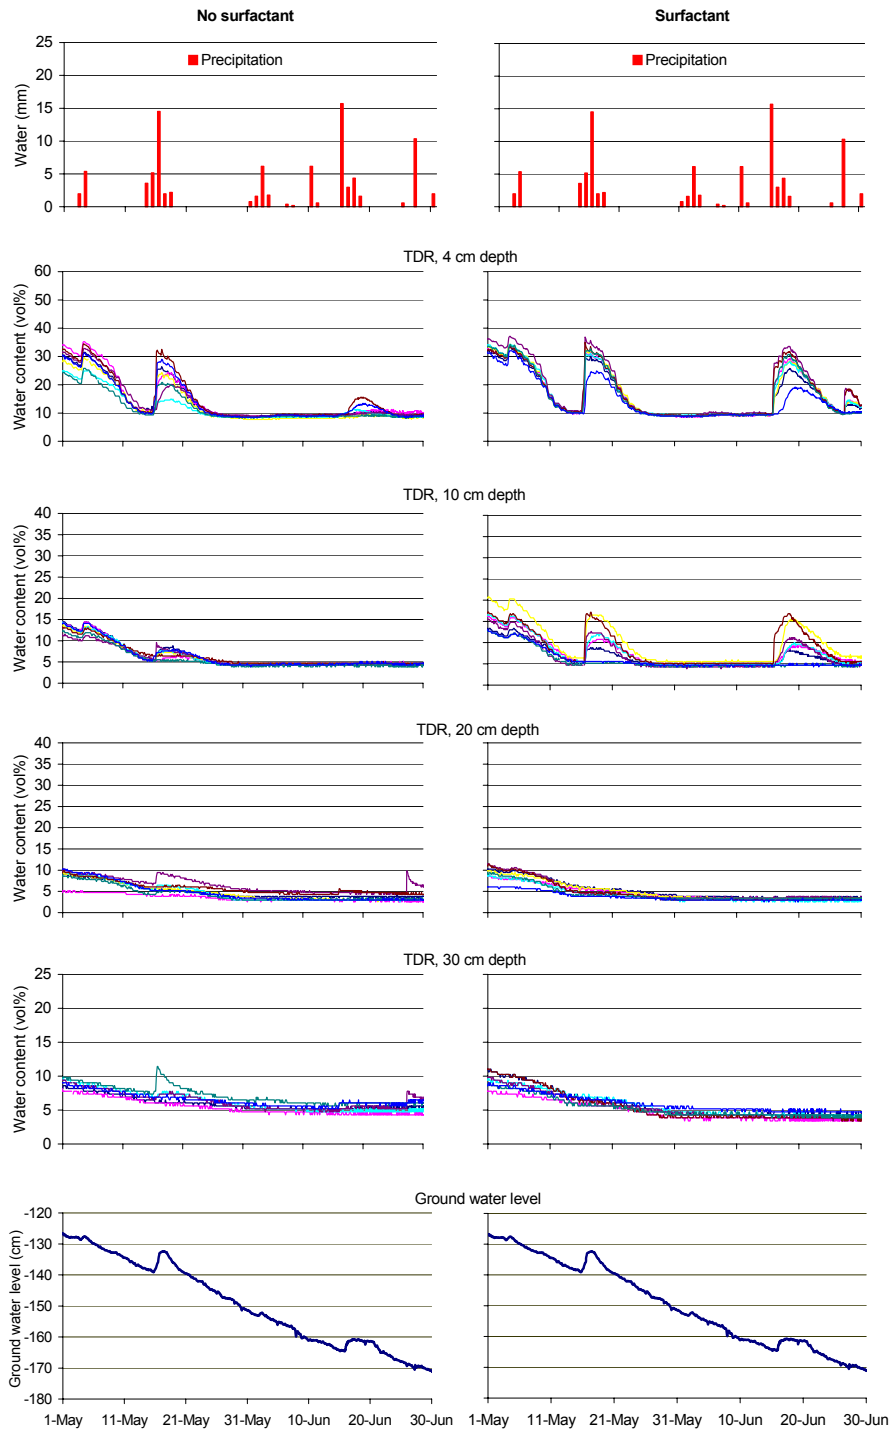 No surfactant
Surfactant
25
20
15
10
5
0
Water (mm)
Precipitation
Precipitation
TDR, 4 cm depth
60
50
40
30
20
10
0
Water content (vol%)
TDR, 10 cm depth
40
35
30
25
20
15
10
5
0
Water content (vol%)
TDR, 20 cm depth
40
35
30
25
20
15
10
5
0
Water content (vol%)
TDR, 30 cm depth
25
20
15
10
5
0
Water content (vol%)
Ground water level
-120
-130
-140
-150
-160
-170
-180
Ground water level (cm)
1-May 11-May 21-May 31-May 10-Jun 20-Jun 30-Jun
1-May 11-May 21-May 31-May 10-Jun 20-Jun 30-Jun